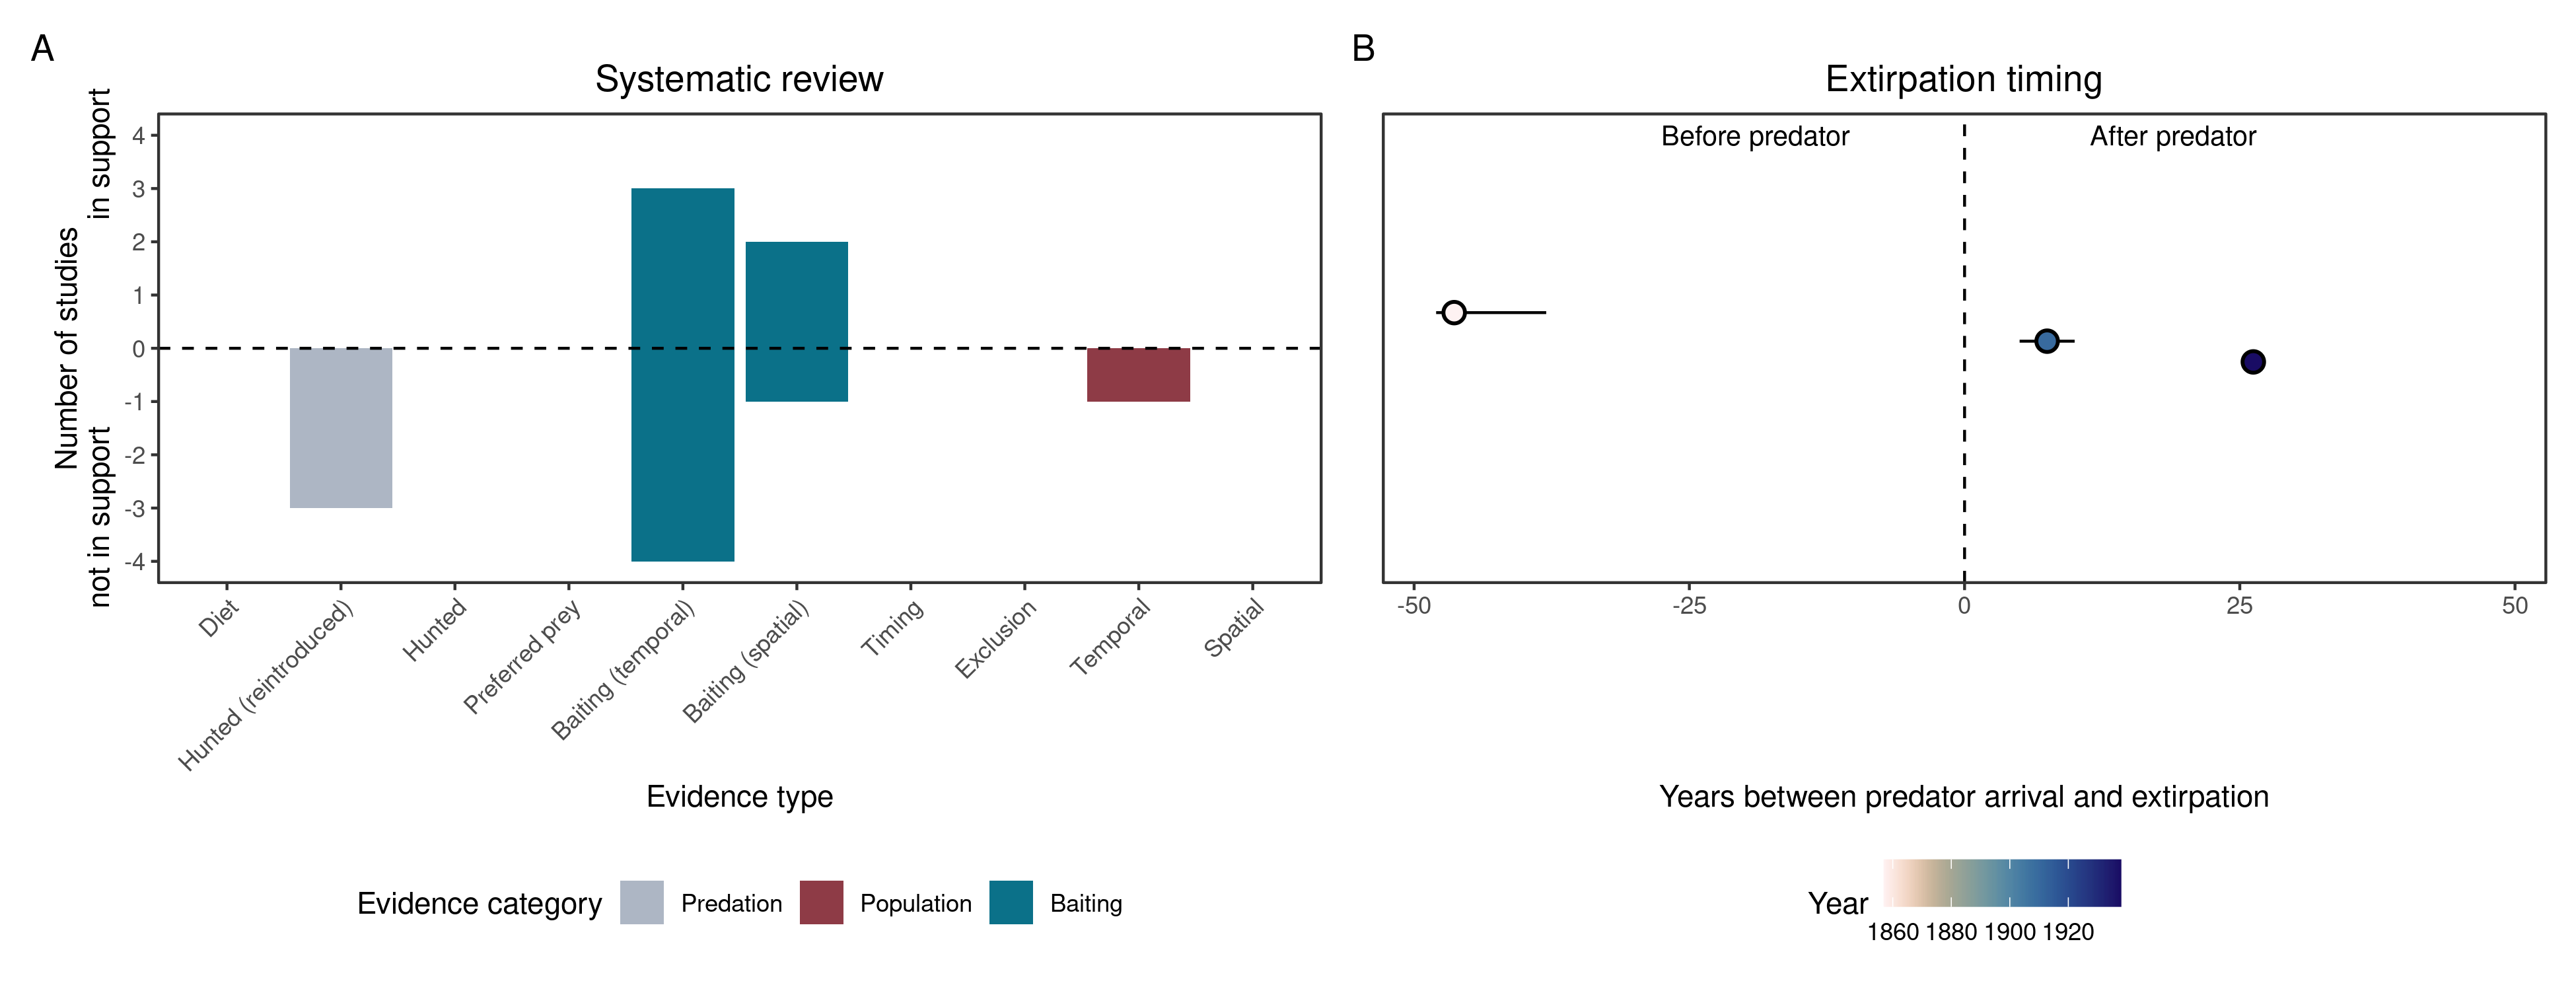 A
Systematic review
Number of studies
not in support
in support
4
3
2
1
0
-1
-2
-3
-4
Diet
Hunted (reintroduced)
Hunted
Preferred prey
Baiting (temporal)
Baiting (spatial)
Timing
Exclusion
Temporal
Spatial
Evidence type
Evidence category
Predation
Population
Baiting
B
Extirpation timing
Before predator
After predator
-50
-25
0
25
50
Years between predator arrival and extirpation
Year
1860 1880 1900 1920